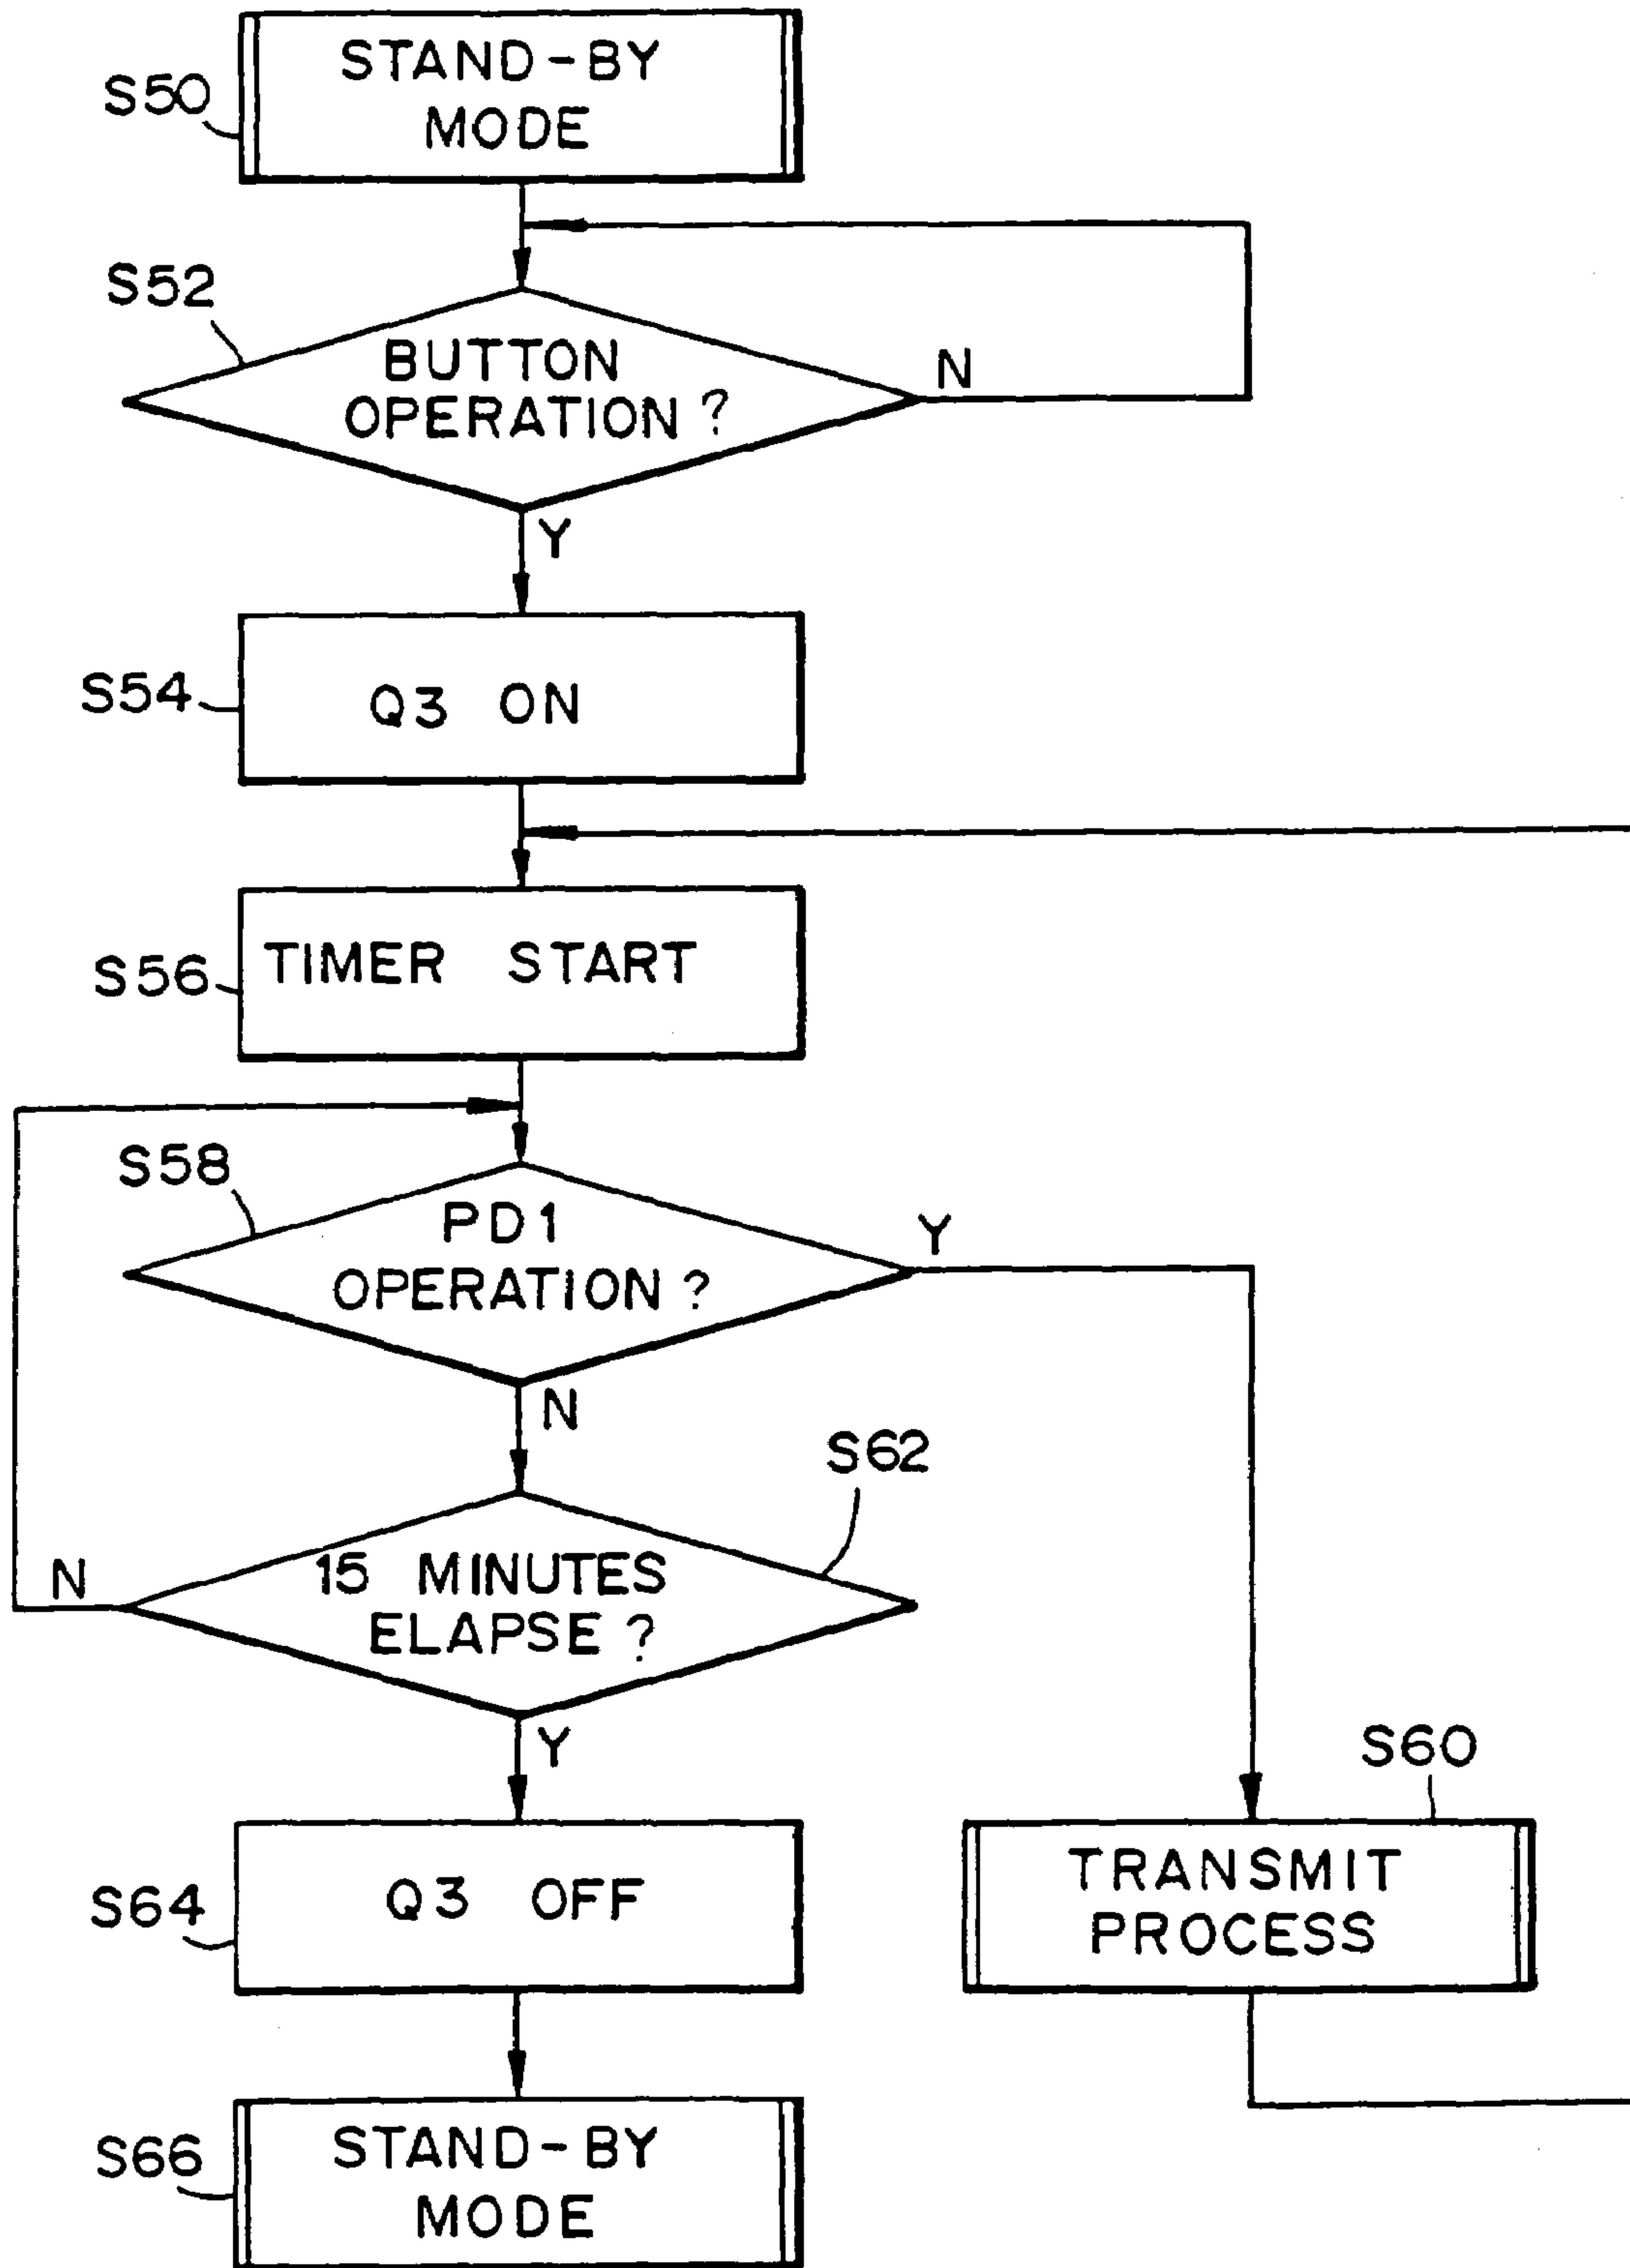 STAND-BY
MODE
S50
S52
BUTTON
OPERATION ?
N
Y
S54
Q3 ON
S56
TIMER START
S58
PD1
OPERATION ?
Y
N
S62
15 MINUTES
ELAPSE ?
N
Y
S60
TRANSMIT
PROCESS
S64
Q3 OFF
S66
STAND-BY
MODE